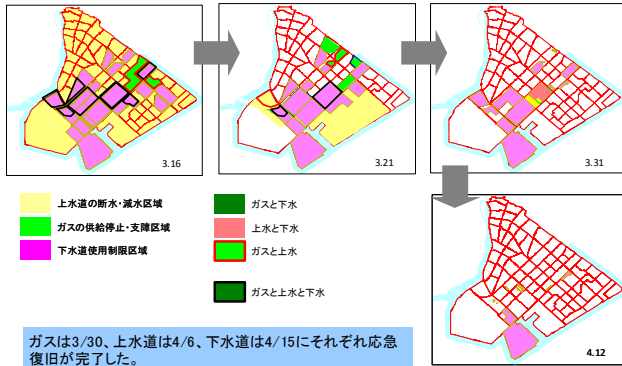 3.16
3.21
3.31
上水道の断水・減水区域
ガスの供給停止・支障区域
下水道使用制限区域
ガスと下水
上水と下水
ガスと上水
ガスと上水と下水
4.12
ガスは3/30、上水道は4/6、下水道は4/15にそれぞれ応急
復旧が完了した。